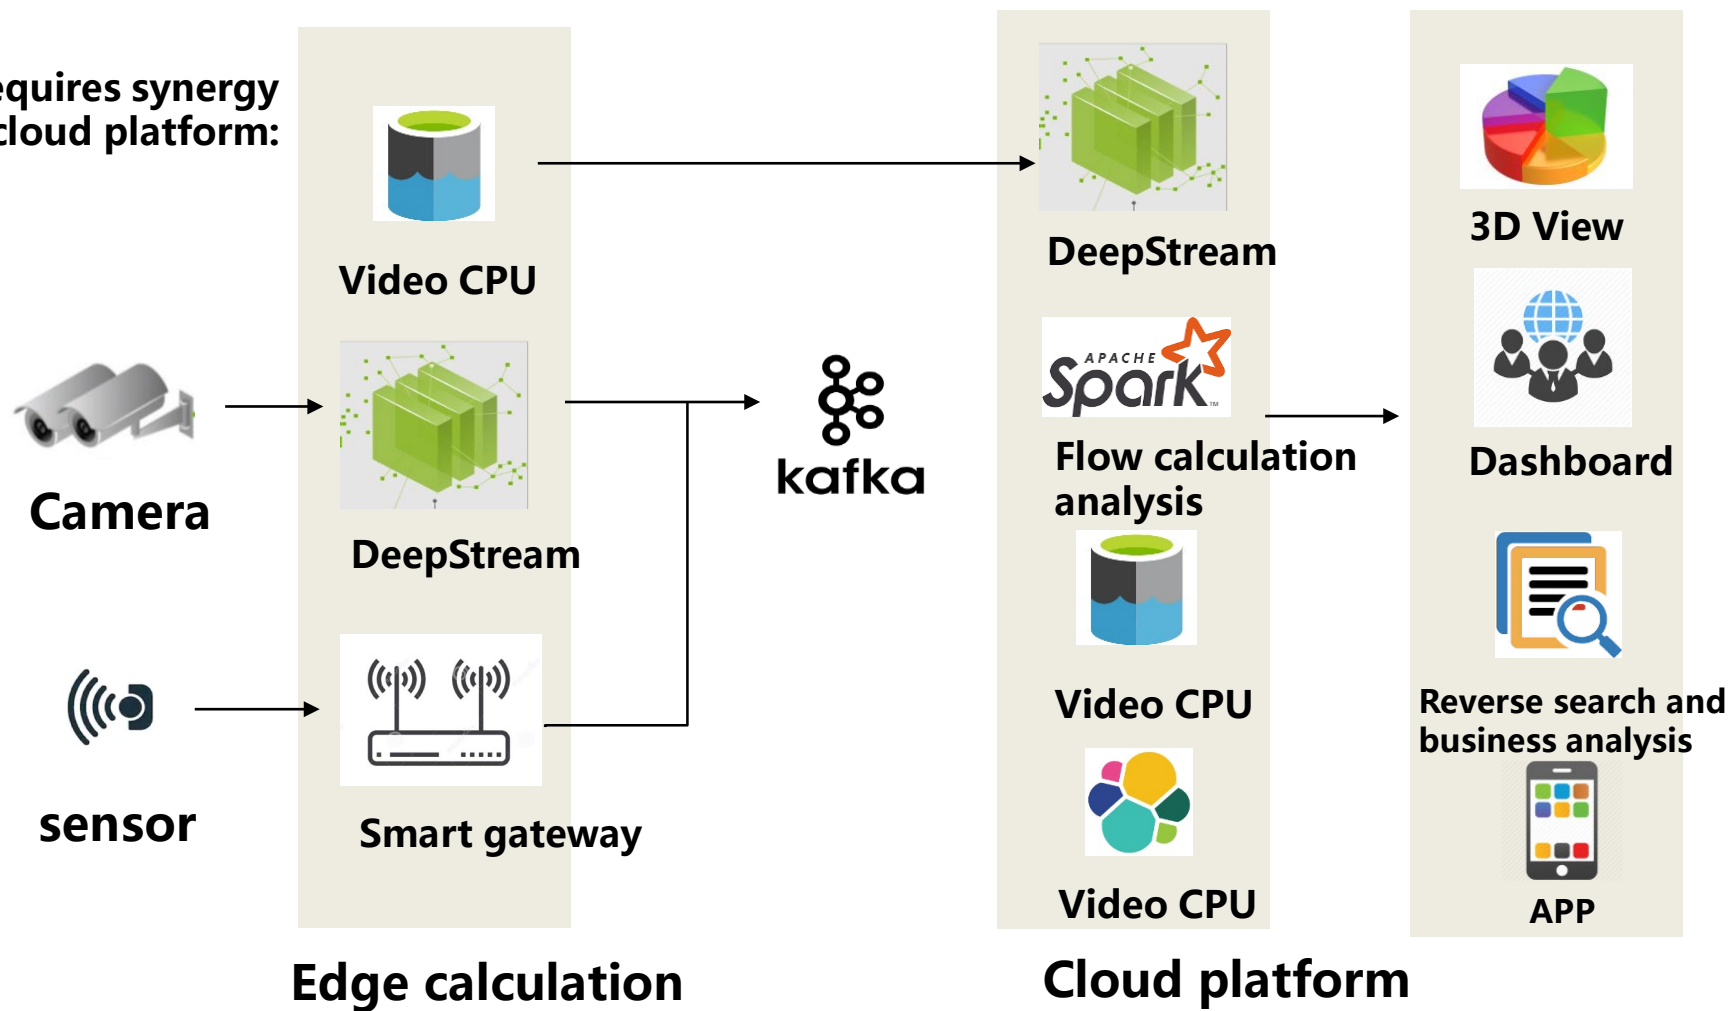 equires synergy
cloud platform:
Video CPU
DeepStream
3D View
APACHE
Spark
TM
Flow calculation
analysis
Dashboard
Camera
kafka
DeepStream
Video CPU
Reverse search and
business analysis
sensor
Smart gateway
Video CPU
APP
Edge calculation
Cloud platform